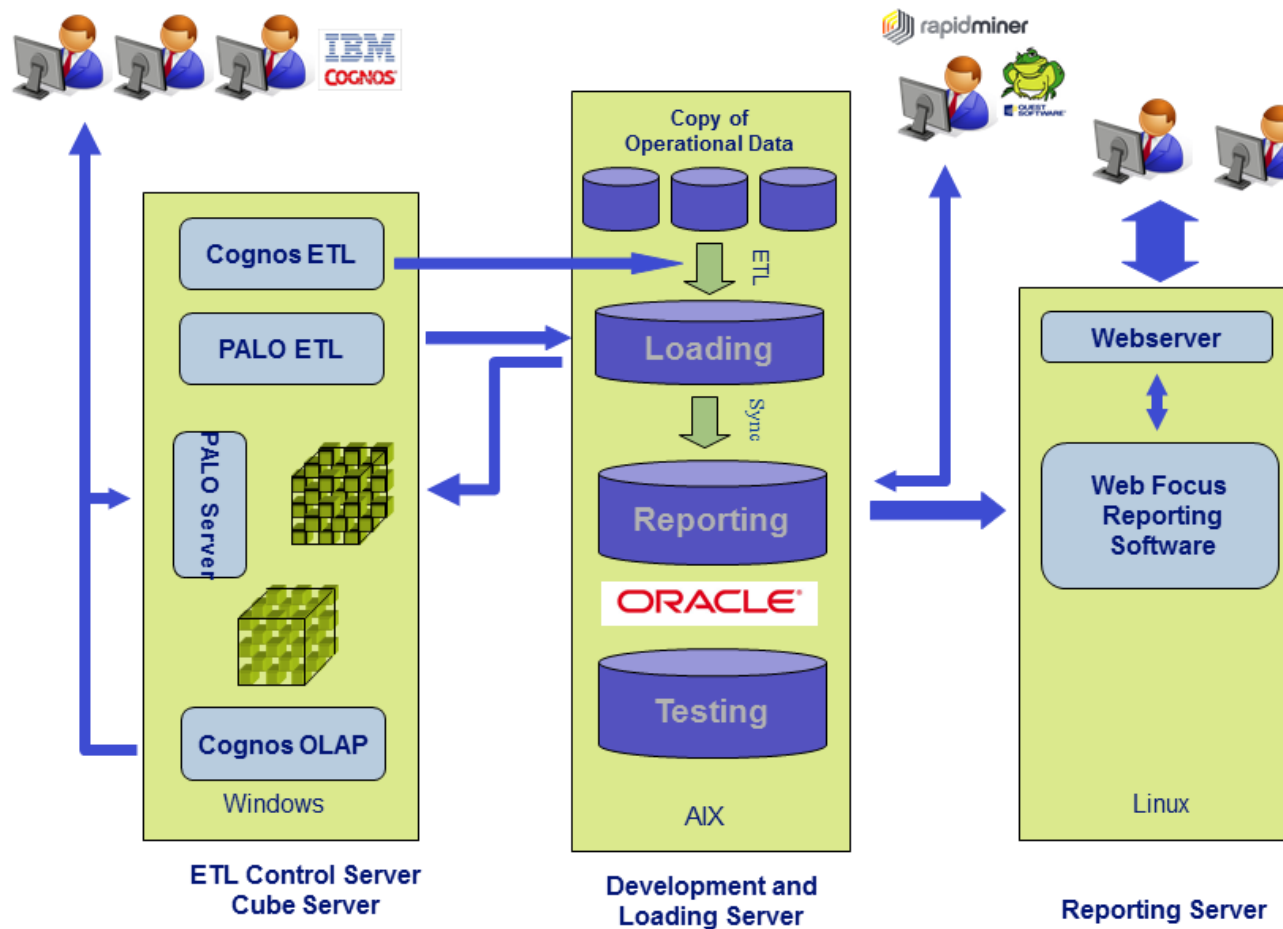 IBM
COGNOS
rapidminer
QUEST
SOFTWARE
Copy of
Operational Data
Cognos ETL
PALO ETL
PALO Server
Cognos OLAP
Windows
ETL
Loading
Sync
Reporting
ORACLE
Testing
AIX
Webserver
Web Focus
Reporting
Software
Linux
ETL Control Server
Cube Server
Development and
Loading Server
Reporting Server